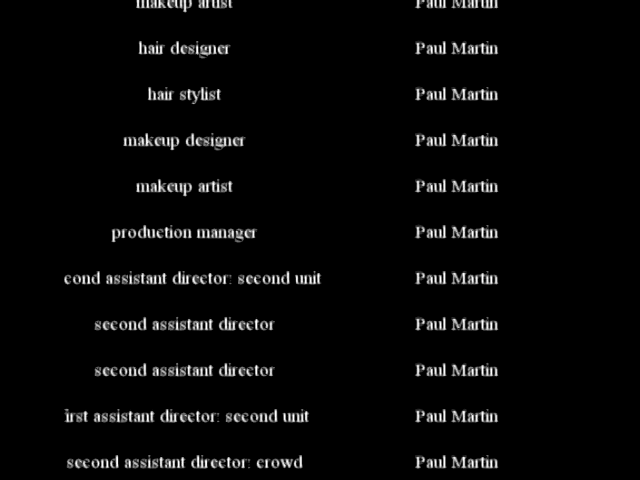 makeup artist Paul Martin
hair designer Paul Martin
hair stylist Paul Martin
makeup designer Paul Martin
makeup artist Paul Martin
production manager Paul Martin
cond assistant director: second unit Paul Martin
second assistant director Paul Martin
second assistant director Paul Martin
irst assistant director: second unit Paul Martin
second assistant director: crowd Paul Martin